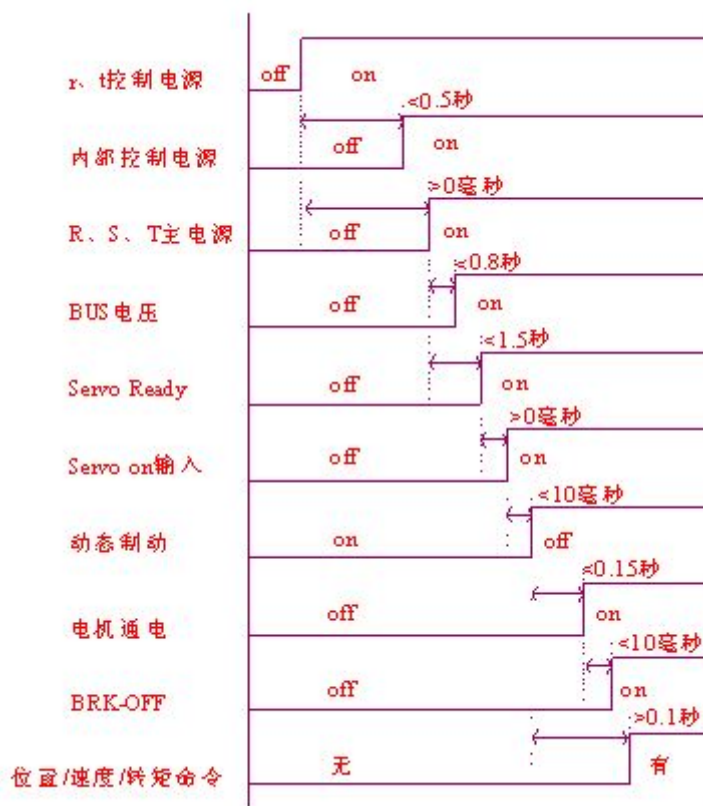 r、t控制电源 off on
<0.5秒
内部控制电源 off on
>0毫秒
R、S、T主电源 off on
<0.8秒
BUS电压 off on
<1.5秒
Servo Ready off on
>0毫秒
Servo on输入 off on
<10毫秒
动态制动 on off
<0.15秒
电机通电 off on
<10毫秒
BRK-OFF off on
>0.1秒
位置/速度/转矩命令 无 有